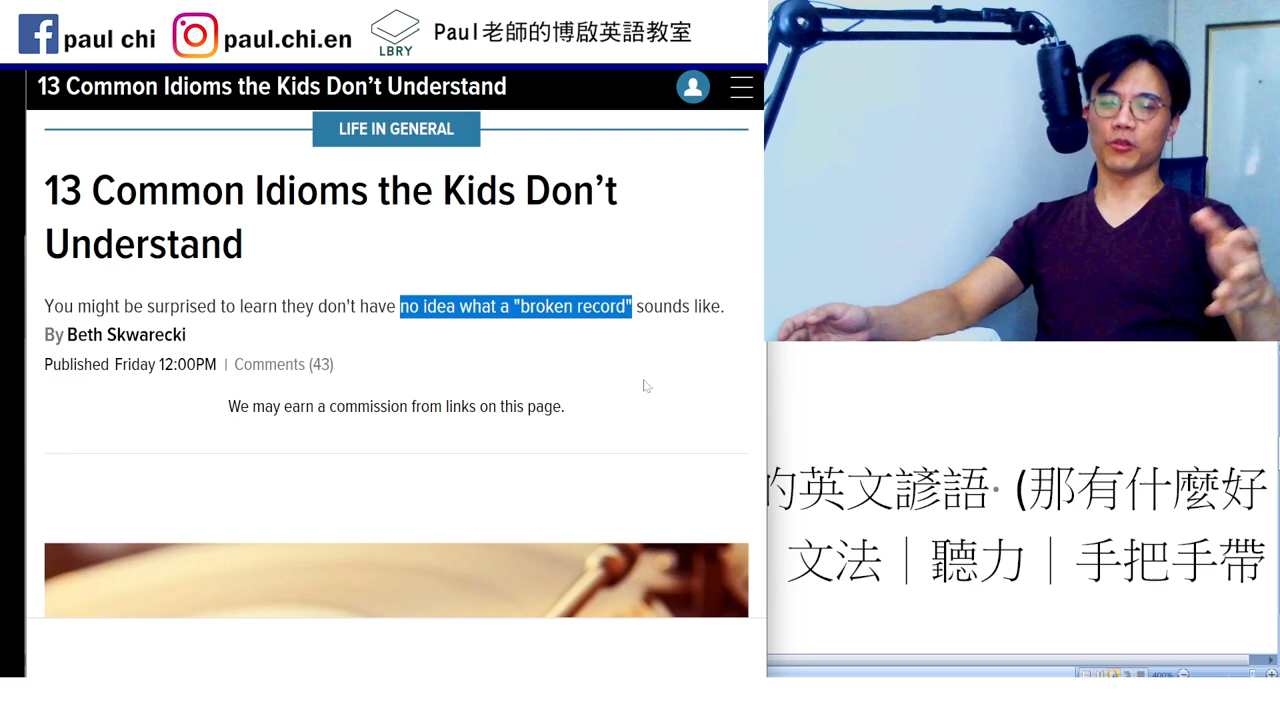 paul chi
paul.chi.en
LBRY
Paul老師的博啟英語教室
13 Common Idioms the Kids Don’t Understand
LIFE IN GENERAL
13 Common Idioms the Kids Don’t
Understand
You might be surprised to learn they don't have no idea what a "broken record" sounds like.
By Beth Skwarecki
Published Friday 12:00PM | Comments (43)
We may earn a commission from links on this page.
的英文諺語· (那有什麼好
文法｜聽力｜手把手帶
400%